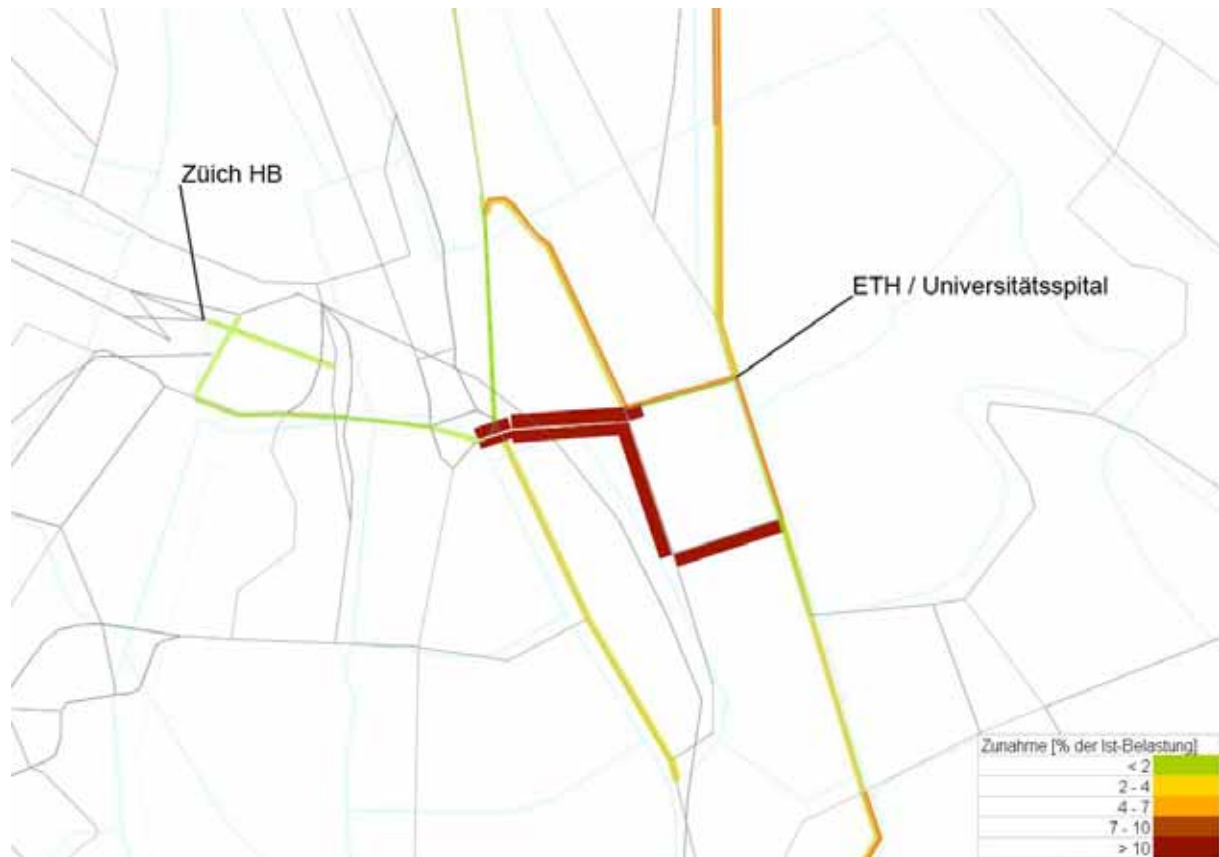 Züich HB
ETH / Universitätsspital
Zunahme [% der Ist-Belastung]
< 2
2 - 4
4 - 7
7 - 10
> 10